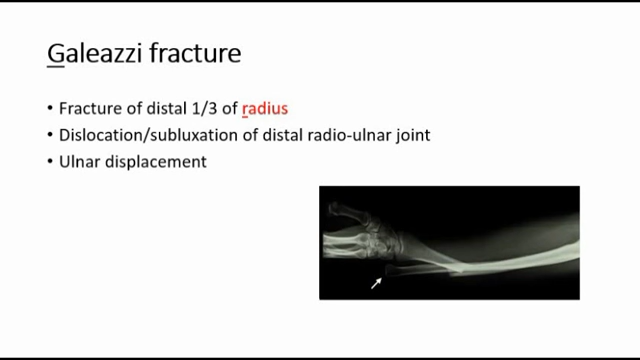 Galeazzi fracture
• Fracture of distal 1/3 of radius
• Dislocation/subluxation of distal radio-ulnar joint
• Ulnar displacement